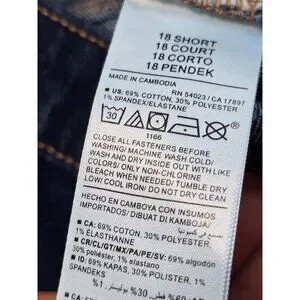 18 SHORT
18 COURT
18 CORTO
18 PENDEK
MADE IN CAMBODIA
RN 54023 / CA 17897
■ US: 69% COTTON, 30% POLYESTER,
1% SPANDEX/ELASTANE
30
1166
CLOSE ALL FASTENERS BEFORE
WASHING/ MACHINE WASH COLD/
WASH AND DRY INSIDE OUT WITH LIKE
COLORS/ ONLY NON-CHLORINE
BLEACH WHEN NEEDED/ TUMBLE DRY
LOW/ COOL IRON/ DO NOT DRY CLEAN
HECHO EN CAMBOYA CON INSUMOS
IMPORTADOS/ DIBUAT DI KAMBOJA/
صنع في كمبوديا
■ CA: 69% COTON, 30% POLYESTER,
1% ÉLASTHANNE
■ CR/CL/GT/MX/PA/PE/SV: 69% algodón
30% poliéster, 1% elastano
■ ID: 69% KAPAS, 30% POLIESTER, 1%
SPANDEKS